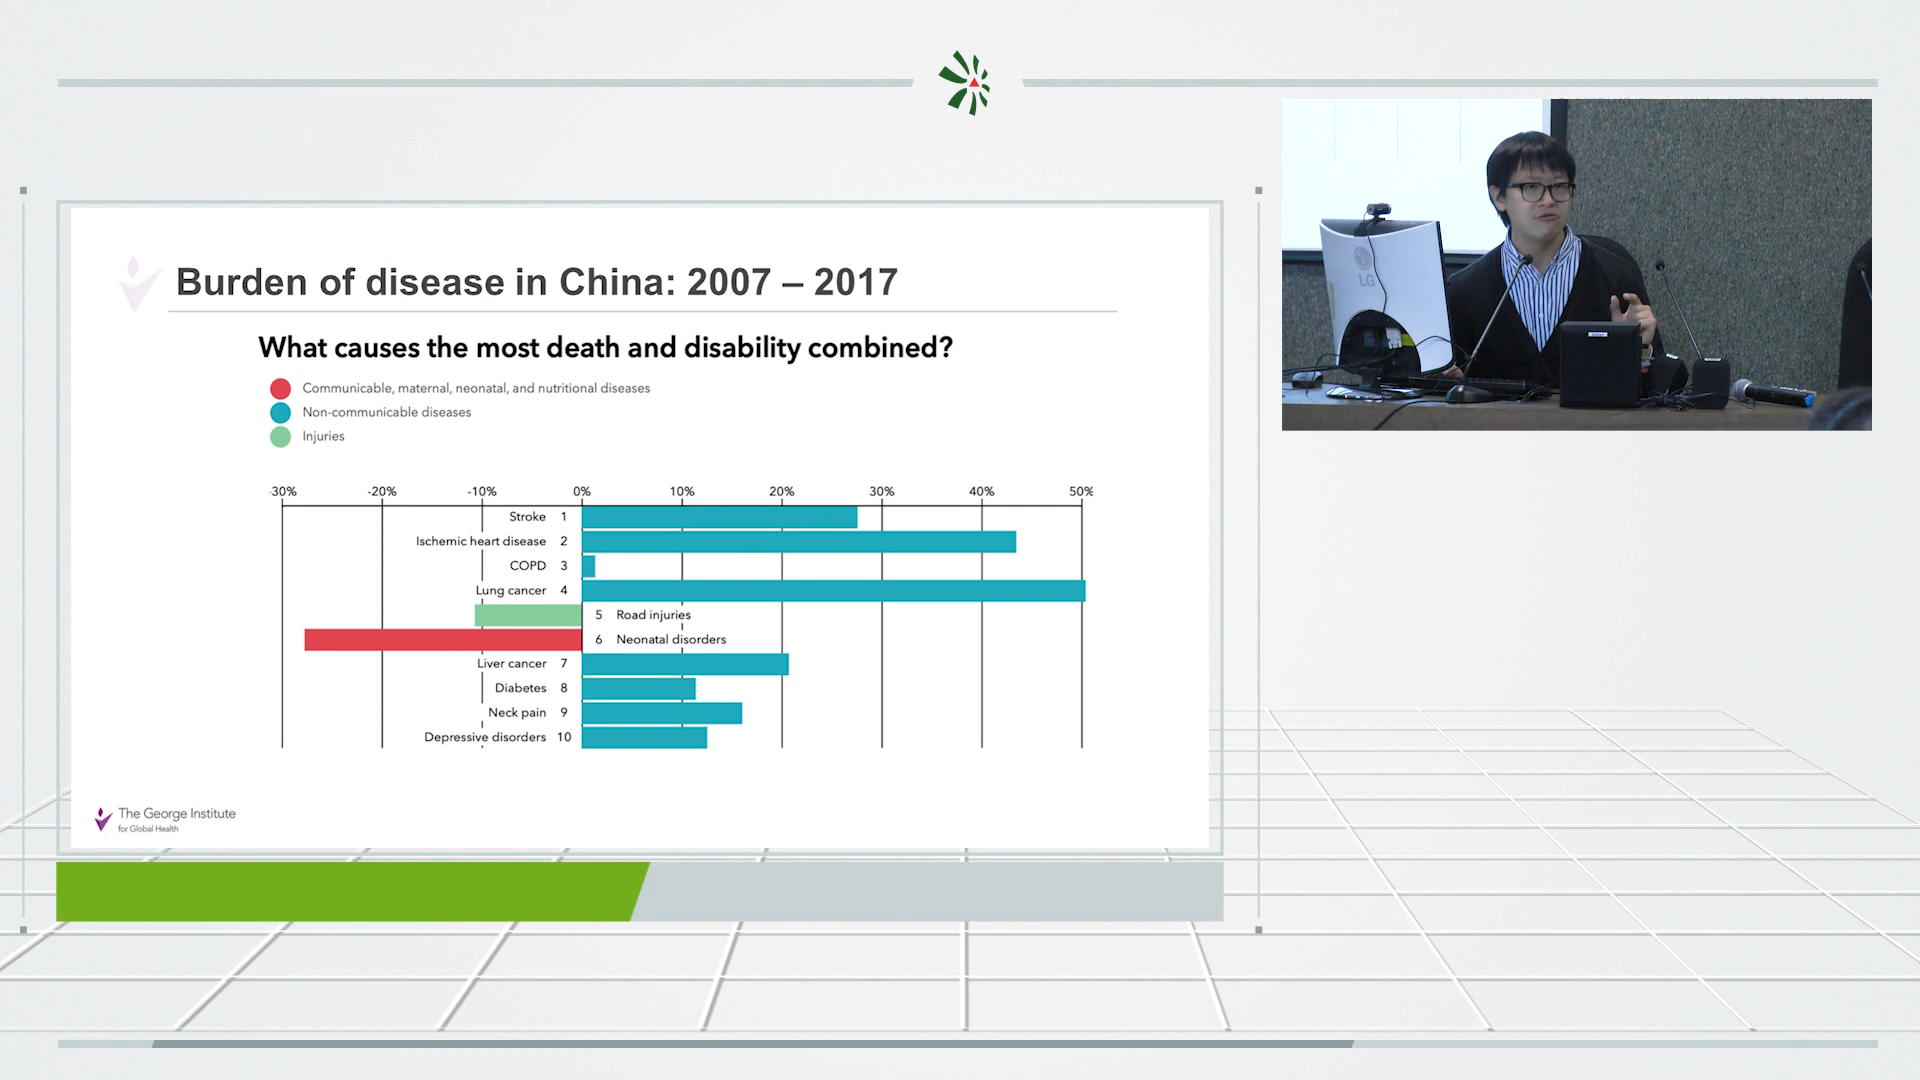 Burden of disease in China: 2007 – 2017
What causes the most death and disability combined?
Communicable, maternal, neonatal, and nutritional diseases
Non-communicable diseases
Injuries
-30% -20% -10% 0% 10% 20% 30% 40% 50%
Stroke 1
Ischemic heart disease 2
COPD 3
Lung cancer 4
5 Road injuries
6 Neonatal disorders
Liver cancer 7
Diabetes 8
Neck pain 9
Depressive disorders 10
The George Institute
for Global Health
LG